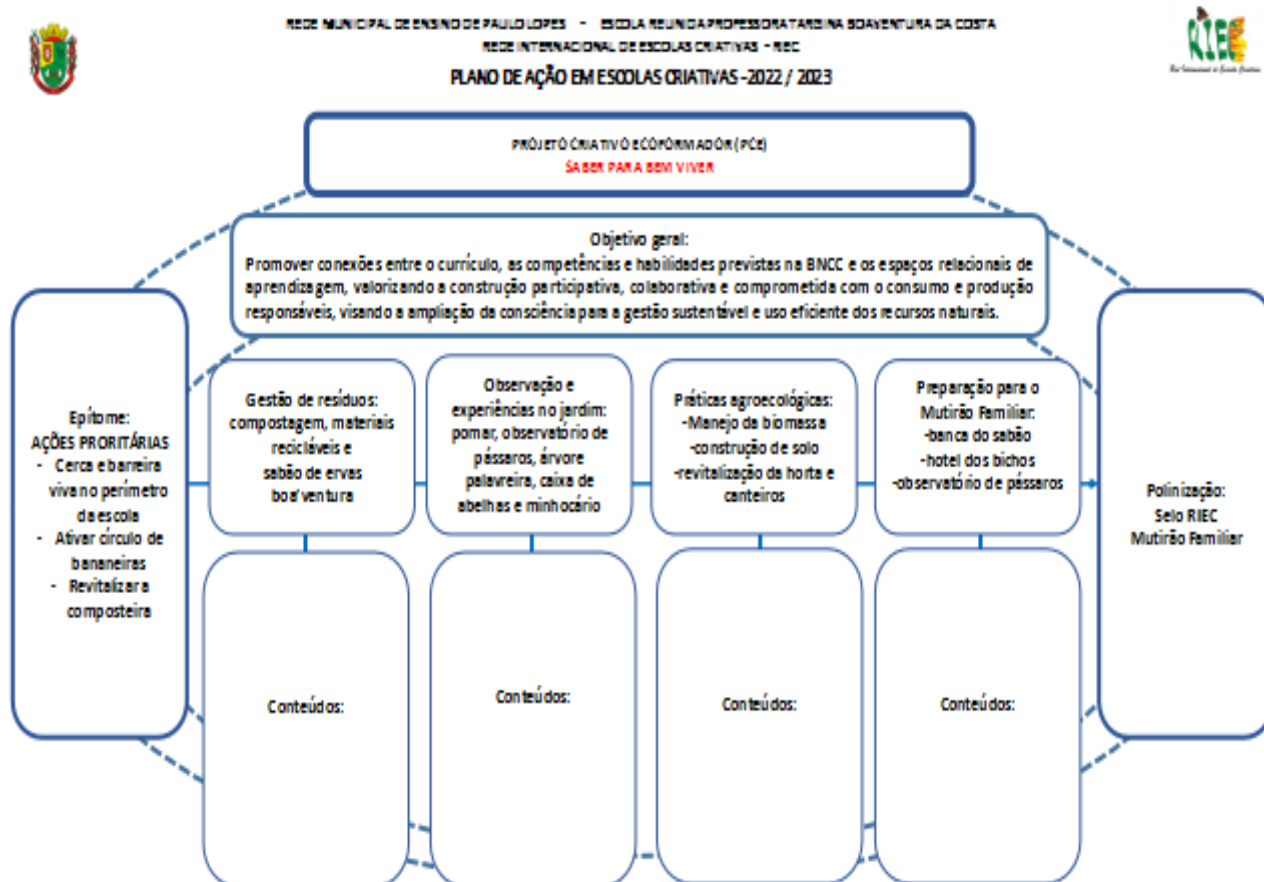 REDE MUNICIPAL DE ENSINO DE PAULO LOPES - ESCOLA REUNIDA PROFESSORA TARGINA BOAVENTURA DA COSTA
REDE INTERNACIONAL DE ESCOLAS CRIATIVAS - RIEC
PLANO DE AÇÃO EM ESCOLAS CRIATIVAS -2022 / 2023
RIEC
PROJETO CRIATIVO ECOFORMADOR (PCE)
SABER PARA BEM VIVER
Objetivo geral:
Promover conexões entre o currículo, as competências e habilidades previstas na BNCC e os espaços relacionais de
aprendizagem, valorizando a construção participativa, colaborativa e comprometida com o consumo e produção
responsáveis, visando a ampliação da consciência para a gestão sustentável e uso eficiente dos recursos naturais.
Epítome:
AÇÕES PRORITÁRIAS
- Cerca e barreira
viva no perímetro
da escola
- Ativar círculo de
bananeiras
- Revitalizar a
composteira
Gestão de resíduos:
compostagem, materiais
recicláveis e
sabão de ervas
boa'ventura
Observação e
experiências no jardim:
pomar, observatório de
pássaros, árvore
palavreira, caixa de
abelhas e minhocário
Práticas agroecológicas:
-Manejo da biomassa
-construção de solo
-revitalização da horta e
canteiros
Preparação para o
Mutirão Familiar:
-banca do sabão
-hotel dos bichos
-observatório de pássaros
Polinização:
Selo RIEC
Mutirão Familiar
Conteúdos:
Conteúdos:
Conteúdos:
Conteúdos: